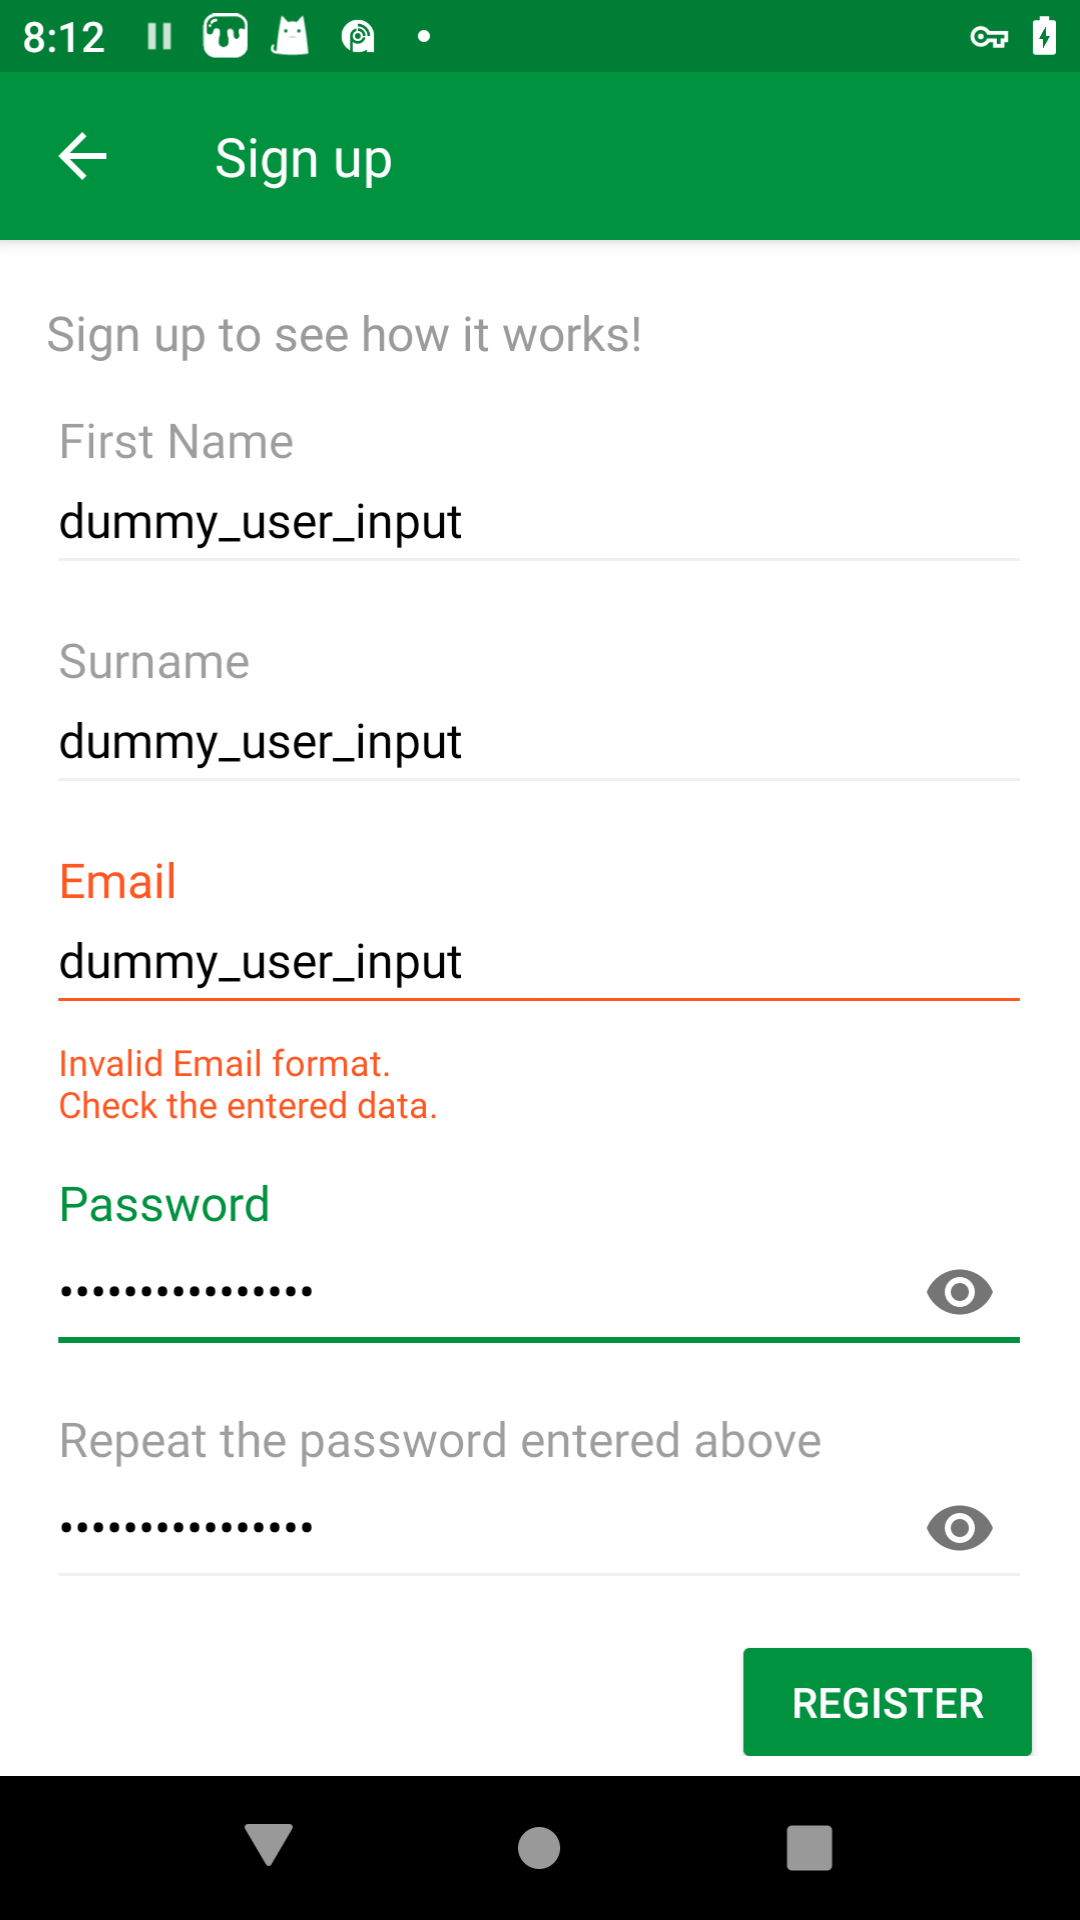 8:12
Sign up
Sign up to see how it works!
First Name
dummy_user_input
Surname
dummy_user_input
Email
dummy_user_input
Invalid Email format.
Check the entered data.
Password
••••••••••••••••
Repeat the password entered above
••••••••••••••••
REGISTER